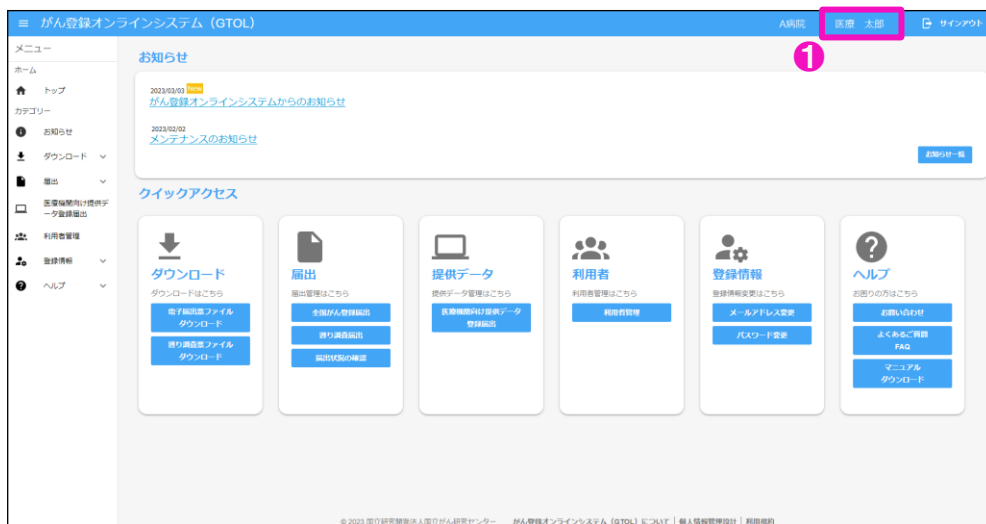 がん登録オンラインシステム (GTOL)
A病院
医療 太郎
サインアウト
1
メニュー
ホーム
トップ
カテゴリー
お知らせ
ダウンロード
届出
医療機関向け提供デ
ータ登録届出
利用者管理
登録情報
ヘルプ
お知らせ
2023/03/03 New
がん登録オンラインシステムからのお知らせ
2023/02/02
メンテナンスのお知らせ
お知らせ一覧
クイックアクセス
ダウンロード
ダウンロードはこちら
電子届出票ファイル
ダウンロード
遡り調査票ファイル
ダウンロード
届出
届出管理はこちら
全国がん登録届出
遡り調査届出
届出状況の確認
提供データ
提供データ管理はこちら
医療機関向け提供データ
登録届出
利用者
利用者管理はこちら
利用者管理
登録情報
登録情報変更はこちら
メールアドレス変更
パスワード変更
ヘルプ
お困りの方はこちら
お問い合わせ
よくあるご質問
FAQ
マニュアル
ダウンロード
© 2023 国立研究開発法人国立がん研究センター がん登録オンラインシステム (GTOL) について | 個人情報管理設計 | 利用規約